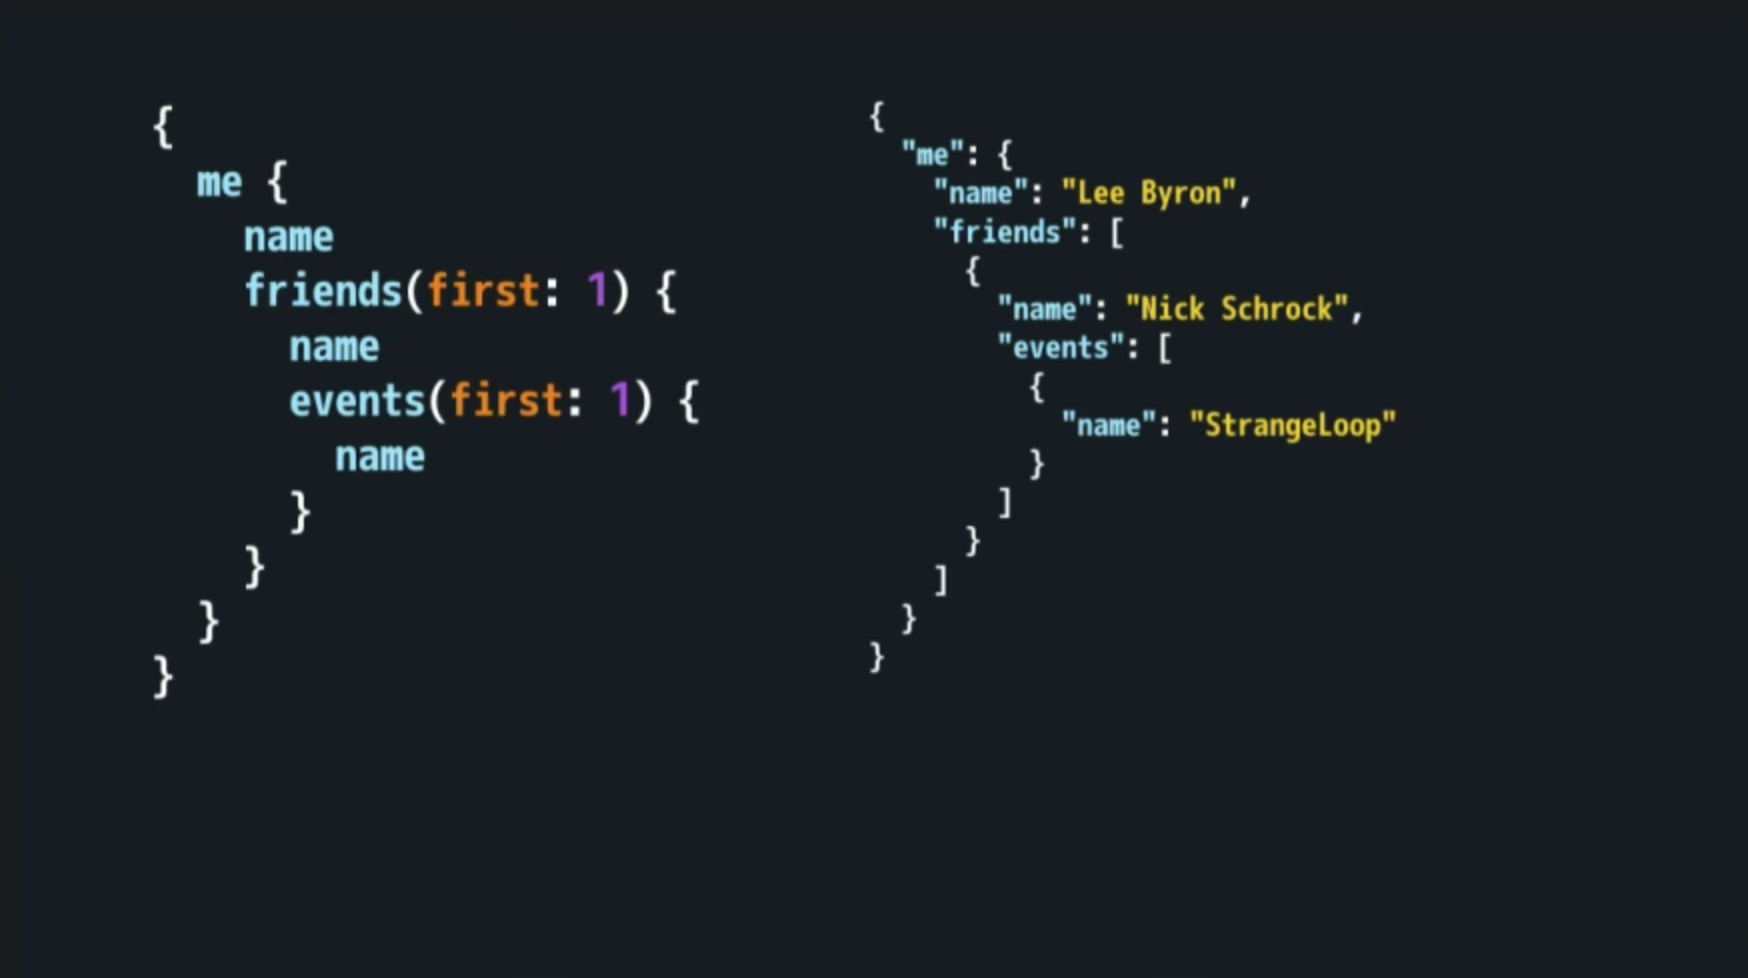 {
  me {
    name
    friends(first: 1) {
      name
      events(first: 1) {
        name
      }
    }
  }
}
{
  "me": {
    "name": "Lee Byron",
    "friends": [
      {
        "name": "Nick Schrock",
        "events": [
          {
            "name": "StrangeLoop"
          }
        ]
      }
    ]
  }
}